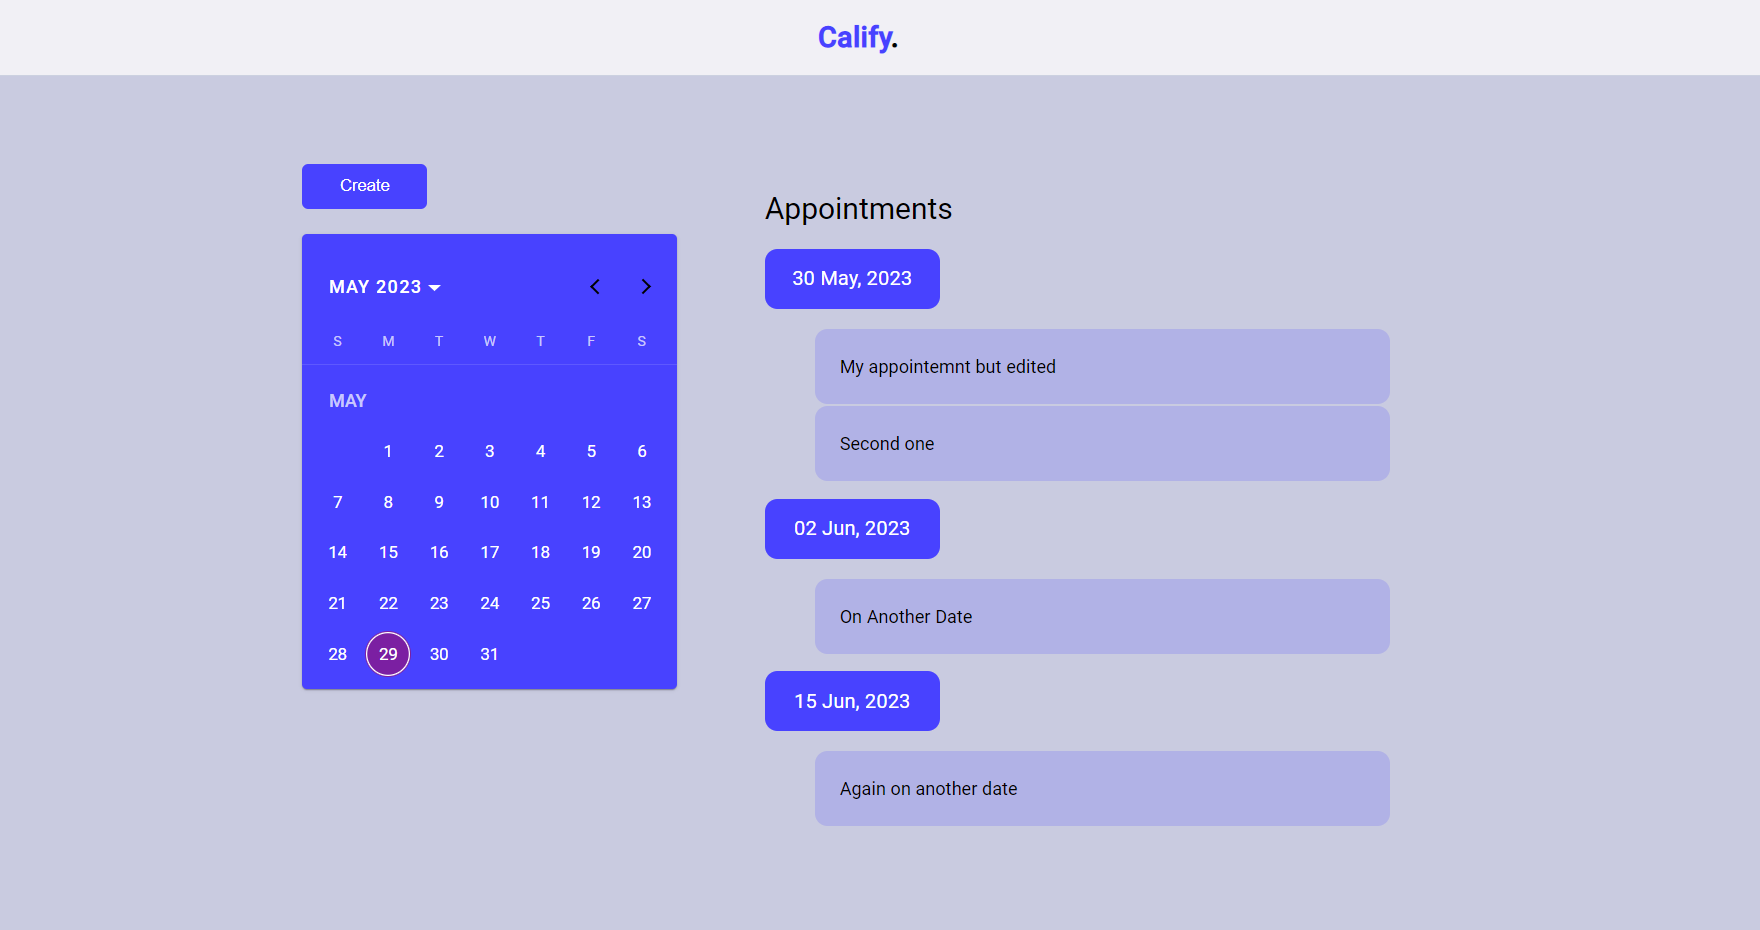 Calify.
Create
MAY 2023
S M T W T F S
MAY
1 2 3 4 5 6
7 8 9 10 11 12 13
14 15 16 17 18 19 20
21 22 23 24 25 26 27
28 29 30 31
Appointments
30 May, 2023
My appointemnt but edited
Second one
02 Jun, 2023
On Another Date
15 Jun, 2023
Again on another date